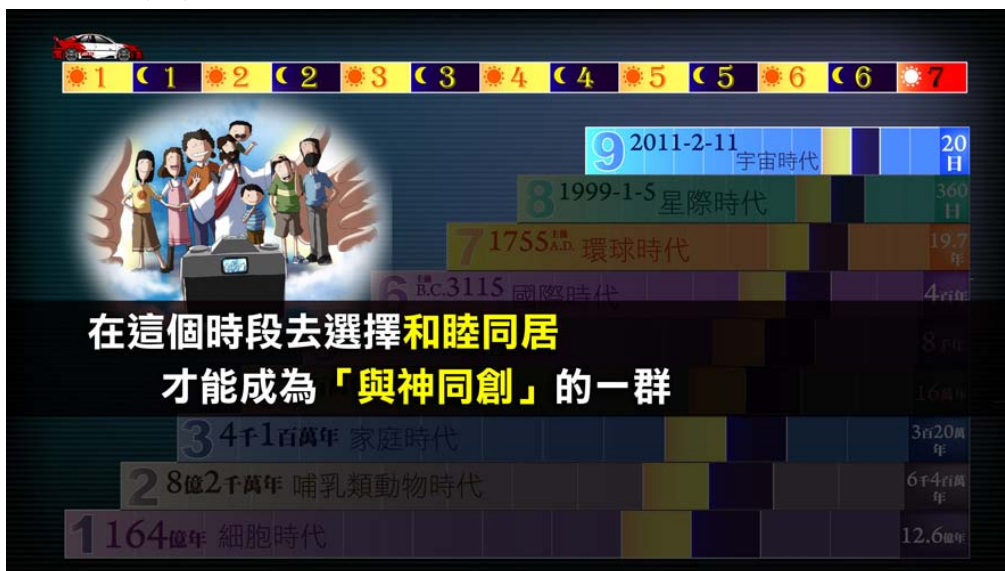 1 1 2 2 3 3 4 4 5 5 6 6 7
9 2011-2-11 宇宙時代 20日
8 1999-1-5 星際時代 360日
7 1755 A.D. 環球時代 19.7年
6 B.C.3115 國際時代 4百年
在這個時段去選擇和睦同居
才能成為「與神同創」的一群
3 4千1百萬年 家庭時代 3百20萬年
2 8億2千萬年 哺乳類動物時代 6千4百萬年
1 164億年 細胞時代 12.6億年